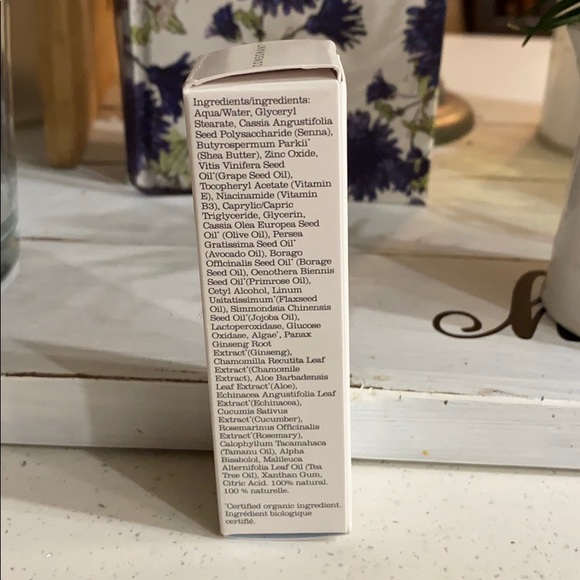 CONSONANT
Ingredients/ingredients:
Aqua/Water, Glyceryl
Stearate, Cassia Angustifolia
Seed Polysaccharide (Senna),
Butyrospermum Parkii*
(Shea Butter), Zinc Oxide,
Vitis Vinifera Seed
Oil*(Grape Seed Oil),
Tocopheryl Acetate (Vitamin
E), Niacinamide (Vitamin
B3), Caprylic/Capric
Triglyceride, Glycerin,
Cassia Olea Europea Seed
Oil* (Olive Oil), Persea
Gratissima Seed Oil*
(Avocado Oil), Borago
Officinalis Seed Oil* (Borage
Seed Oil), Oenothera Biennis
Seed Oil*(Primrose Oil),
Cetyl Alcohol, Linum
Usitatissimum*(Flaxseed
Oil), Simmondsia Chinensis
Seed Oil*(Jojoba Oil),
Lactoperoxidase, Glucose
Oxidase, Algae*, Panax
Ginseng Root
Extract*(Ginseng),
Chamomilla Recutita Leaf
Extract*(Chamomile
Extract), Aloe Barbadensis
Leaf Extract*(Aloe),
Echinacea Angustifolia Leaf
Extract*(Echinacea),
Cucumis Sativus
Extract*(Cucumber),
Rosemarinus Officinalis
Extract*(Rosemary),
Calophyllum Tacamahaca
(Tamanu Oil), Alpha
Bisabolol, Malileuca
Alternifolia Leaf Oil (Tea
Tree Oil), Xanthan Gum,
Citric Acid. 100% natural.
100 % naturelle.
*Certified organic ingredient.
Ingrédient biologique
certifié.